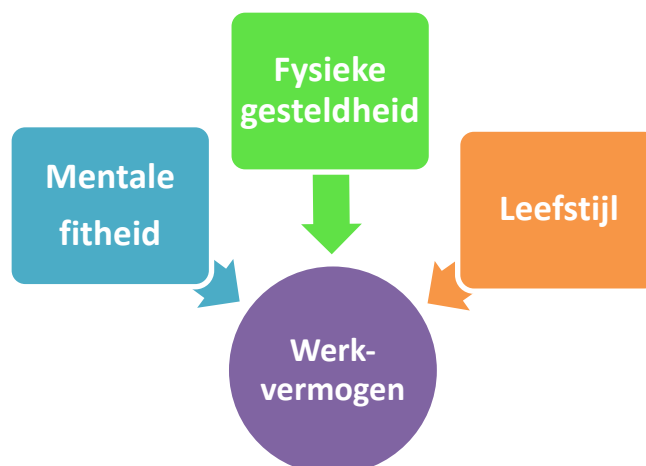 Fysieke
gesteldheid
Mentale
fitheid
Leefstijl
Werk-
vermogen